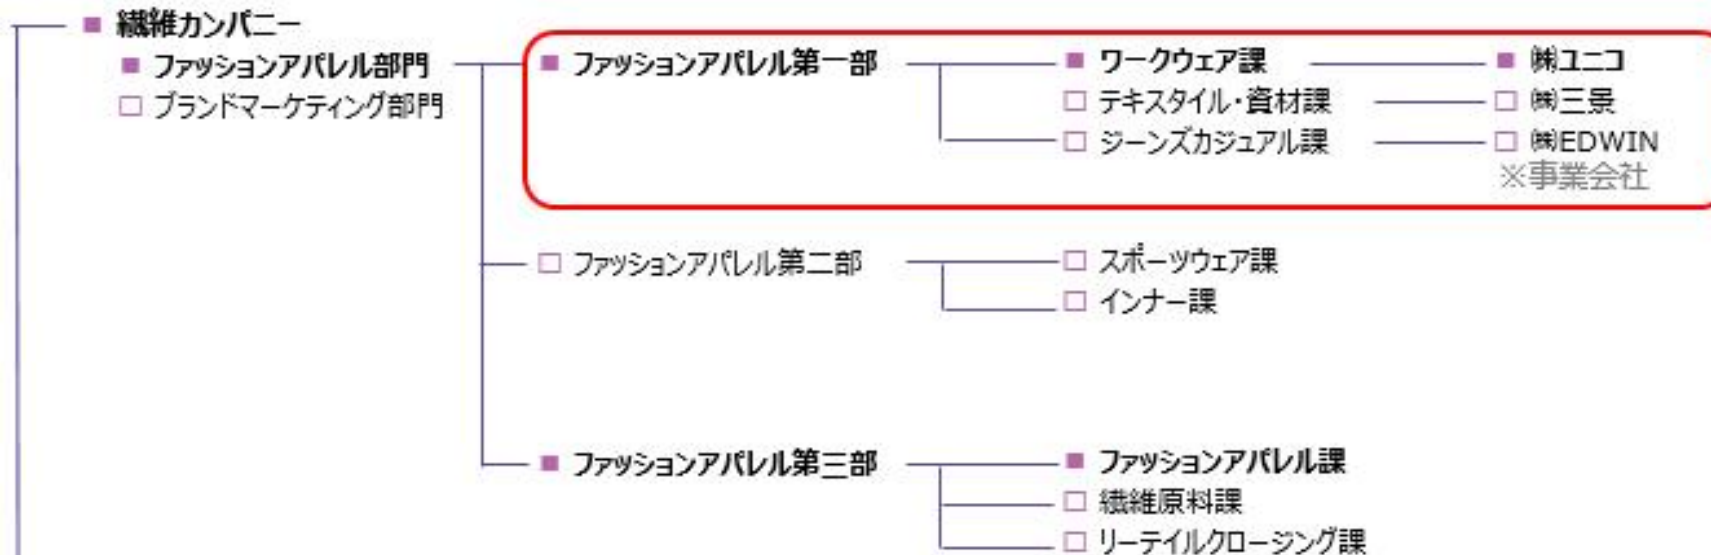 繊維カンパニー
ファッションアパレル部門
ブランドマーケティング部門
ファッションアパレル第一部
ワークウェア課
㈱ユニコ
テキスタイル・資材課
㈱三景
ジーンズカジュアル課
㈱EDWIN
※事業会社
ファッションアパレル第二部
スポーツウェア課
インナー課
ファッションアパレル第三部
ファッションアパレル課
繊維原料課
リーテイルクロージング課